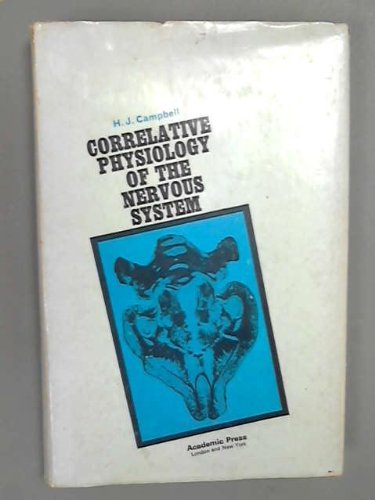 H. J. Campbell
CORRELATIVE
PHYSIOLOGY
OF THE
NERVOUS
SYSTEM
Academic Press
London and New York